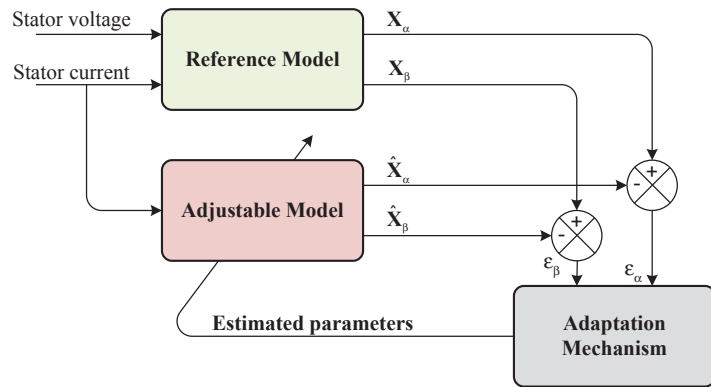 Stator voltage
Stator current
Reference Model
X_α
X_β
Adjustable Model
X̂_α
X̂_β
+
-
+
-
ε_β
ε_α
Estimated parameters
Adaptation
Mechanism